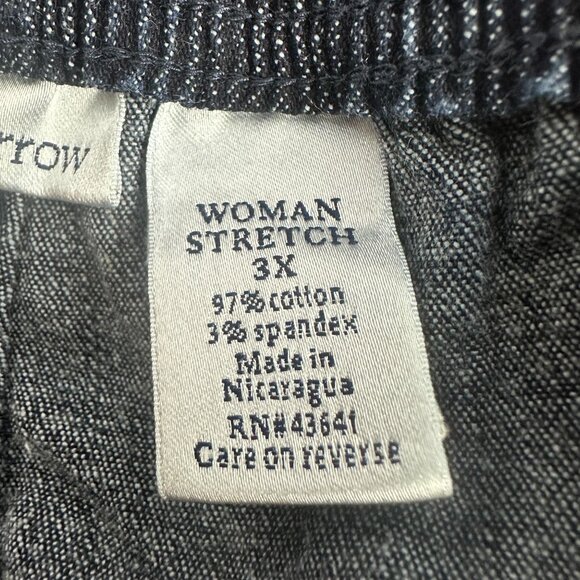 rrow
WOMAN
STRETCH
3X
97% cotton
3% spandex
Made in
Nicaragua
RN#43641
Care on reverse